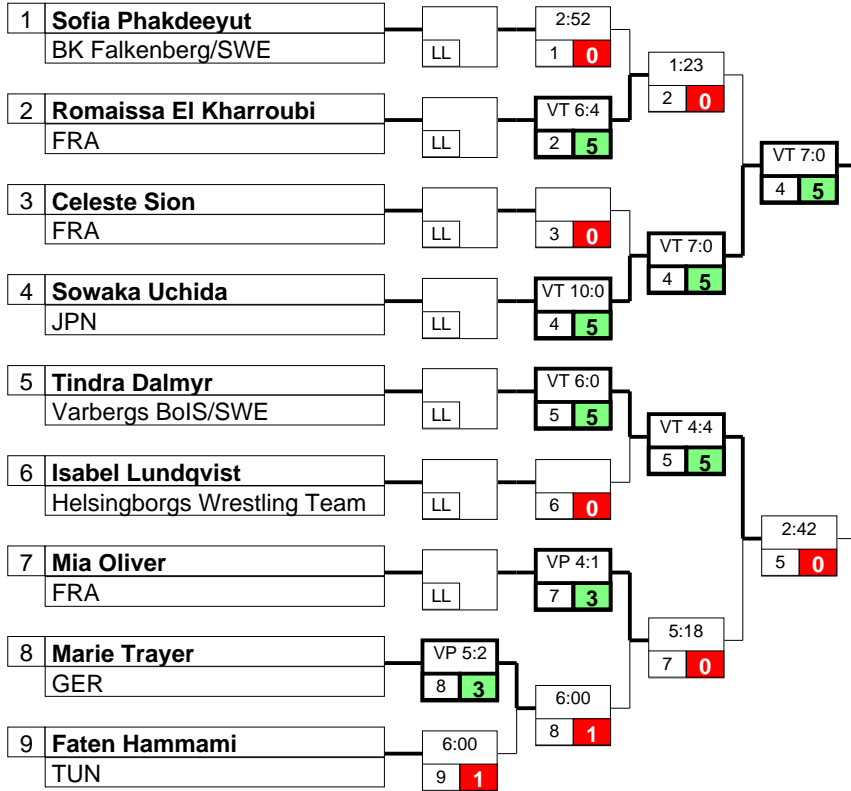 1 Sofia Phakdeeyut
BK Falkenberg/SWE
LL
2:52
1 0
1:23
2 0
2 Romaissa El Kharroubi
FRA
LL
VT 6:4
2 5
VT 7:0
4 5
3 Celeste Sion
FRA
LL
3 0
VT 7:0
4 5
4 Sowaka Uchida
JPN
LL
VT 10:0
4 5
5 Tindra Dalmyr
Varbergs BoIS/SWE
LL
VT 6:0
5 5
VT 4:4
5 5
6 Isabel Lundqvist
Helsingborgs Wrestling Team
LL
6 0
2:42
5 0
7 Mia Oliver
FRA
LL
VP 4:1
7 3
5:18
7 0
8 Marie Trayer
GER
VP 5:2
8 3
6:00
8 1
9 Faten Hammami
TUN
6:00
9 1